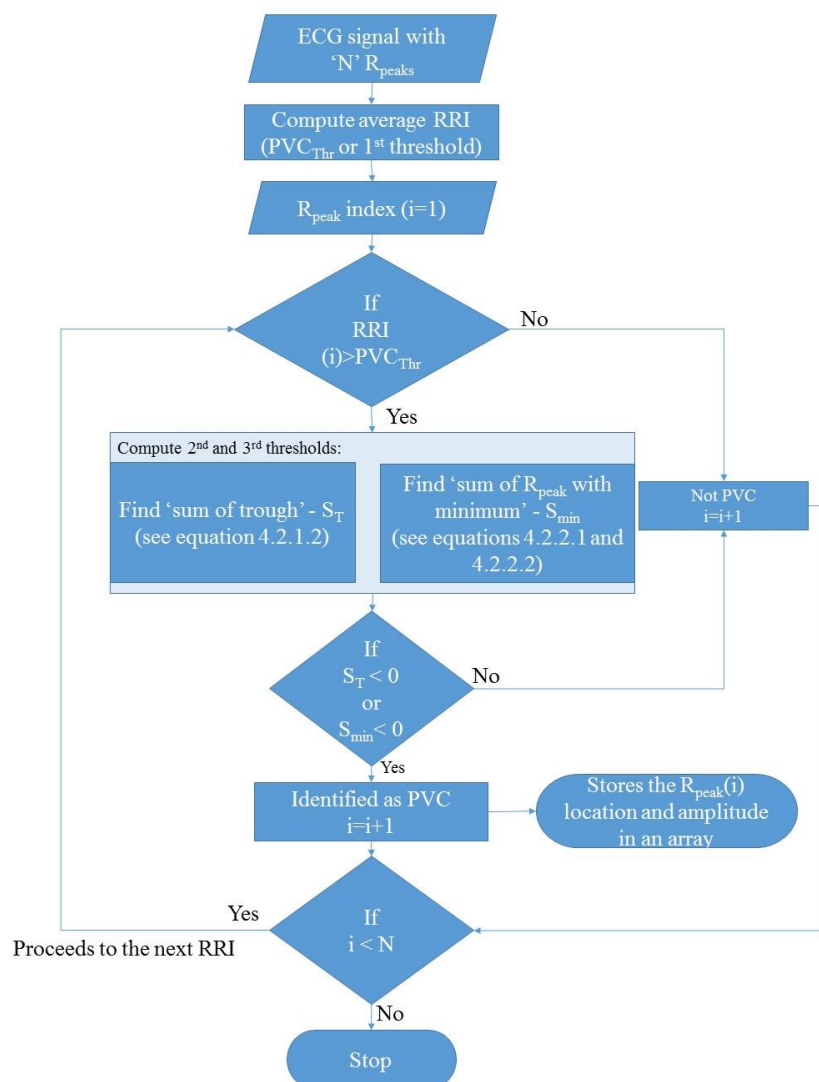 ECG signal with
‘N’ Rpeaks
Compute average RRI
(PVCThr or 1st threshold)
Rpeak index (i=1)
If
RRI
(i)>PVCThr
No
Yes
Compute 2nd and 3rd thresholds:
Find ‘sum of trough’ - ST
(see equation 4.2.1.2)
Find ‘sum of Rpeak with
minimum’ - Smin
(see equations 4.2.2.1 and
4.2.2.2)
Not PVC
i=i+1
If
ST < 0
or
Smin< 0
No
Yes
Identified as PVC
i=i+1
Stores the Rpeak(i)
location and amplitude
in an array
If
i < N
Yes
Proceeds to the next RRI
No
Stop